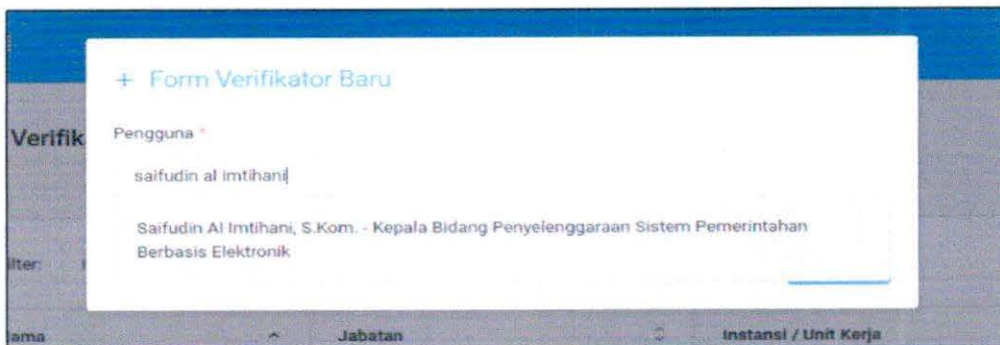 + Form Verifikator Baru
Verifik
Pengguna *
saifudin al imtihani
Saifudin Al Imtihani, S.Kom. - Kepala Bidang Penyelenggaraan Sistem Pemerintahan
Berbasis Elektronik
ilter:
lama Jabatan Instansi / Unit Kerja